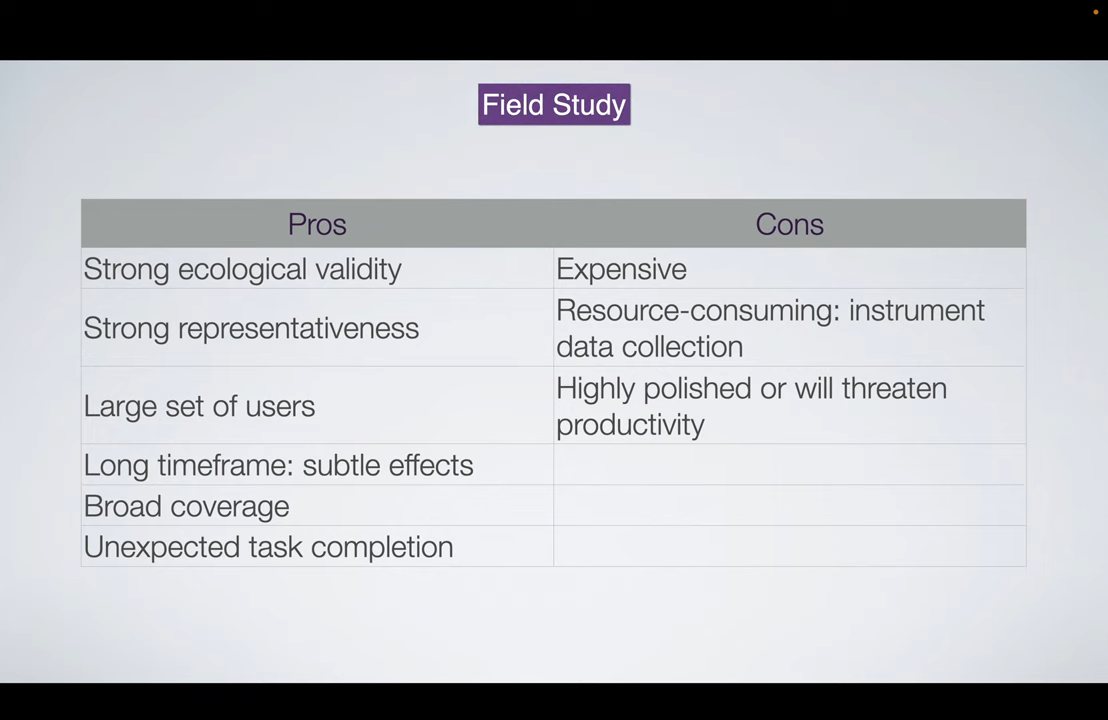 Field Study
Pros
Cons
Strong ecological validity
Expensive
Strong representativeness
Resource-consuming: instrument
data collection
Large set of users
Highly polished or will threaten
productivity
Long timeframe: subtle effects
Broad coverage
Unexpected task completion